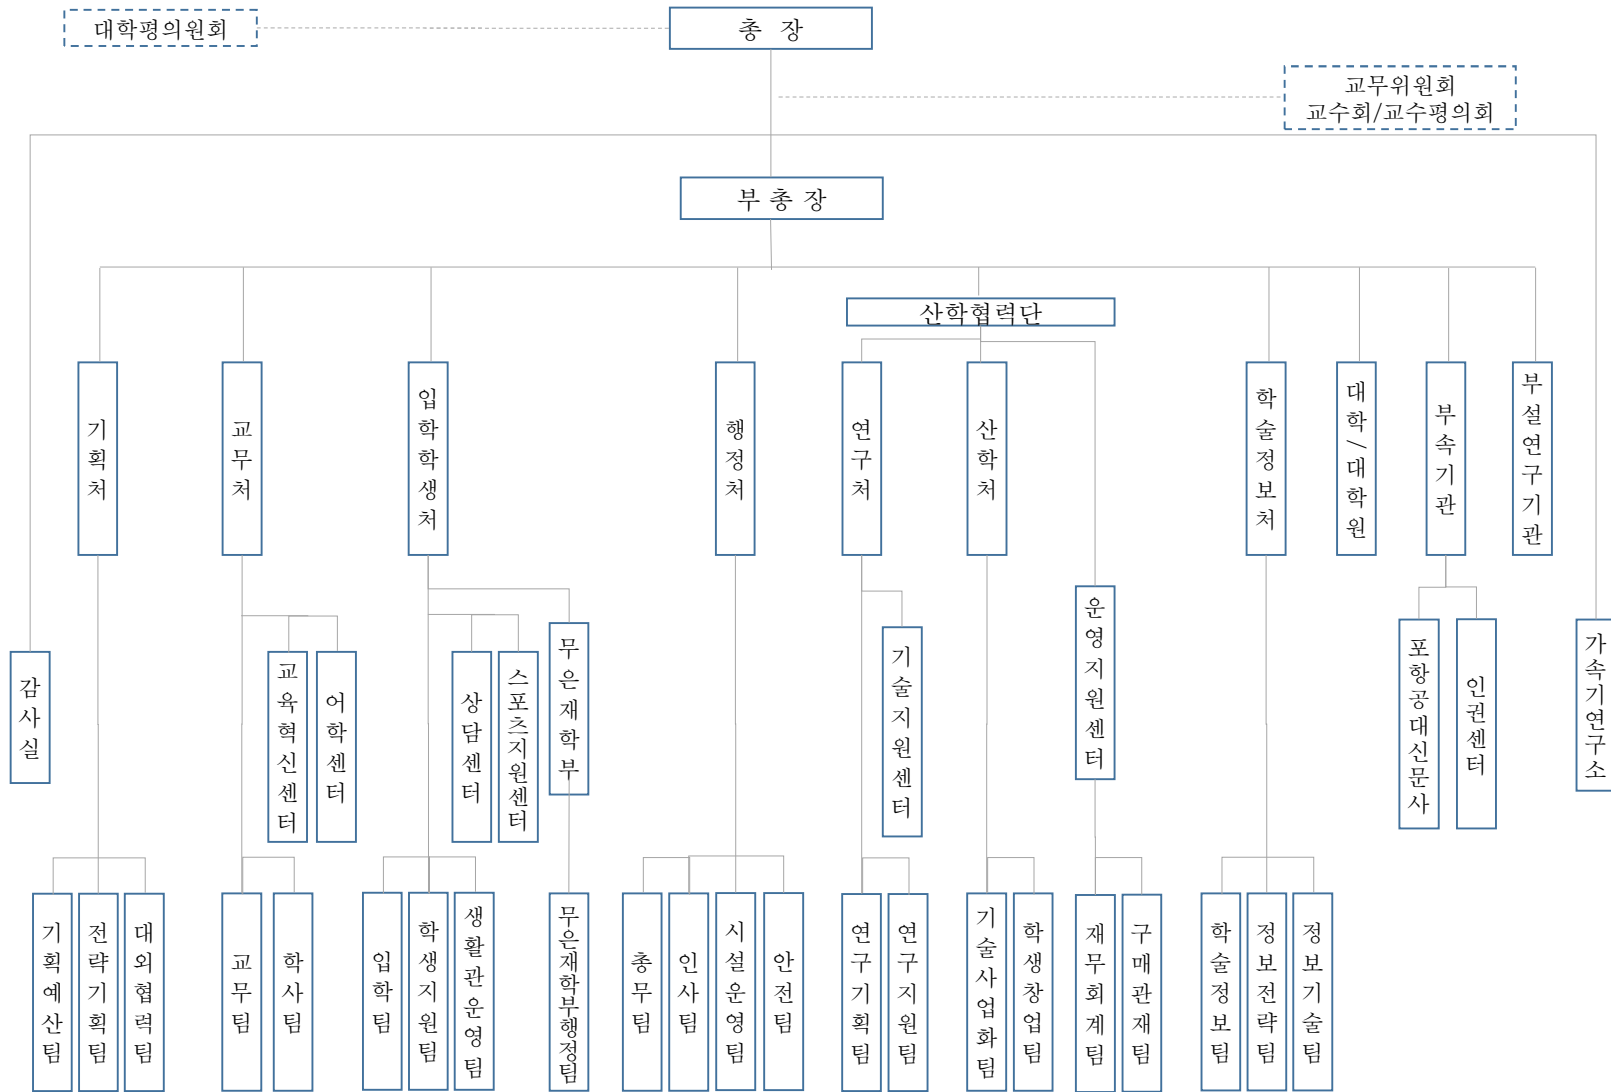 대학평의원회
총 장
교무위원회
교수회/교수평의회
부 총 장
산학협력단
기획처
교무처
입학학생처
행정처
연구처
산학처
학술정보처
대학/대학원
부속기관
부설연구기관
감사실
교육혁신센터
어학센터
상담센터
스포츠지원센터
무은재학부
기술지원센터
운영지원센터
포항공대신문사
인권센터
가속기연구소
기획예산팀
전략기획팀
대외협력팀
교무팀
학사팀
입학팀
학생지원팀
생활관운영팀
무은재학부행정팀
총무팀
인사팀
시설운영팀
안전팀
연구기획팀
연구지원팀
기술사업화팀
학생창업팀
재무회계팀
구매관재팀
학술정보팀
정보전략팀
정보기술팀